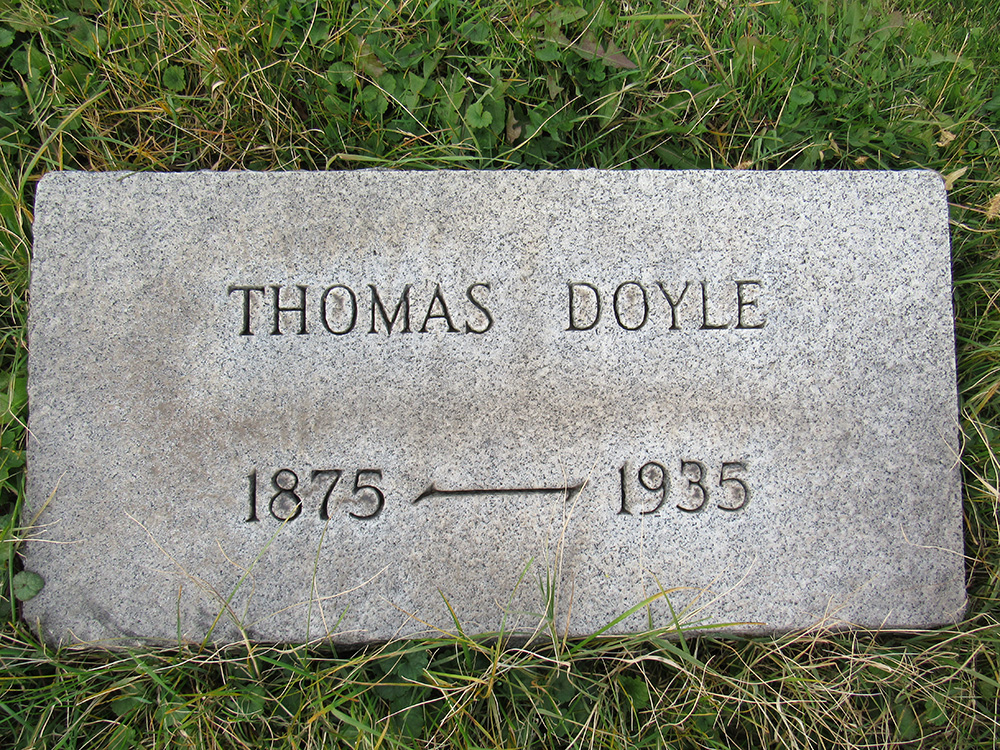 THOMAS DOYLE
1875 — 1935